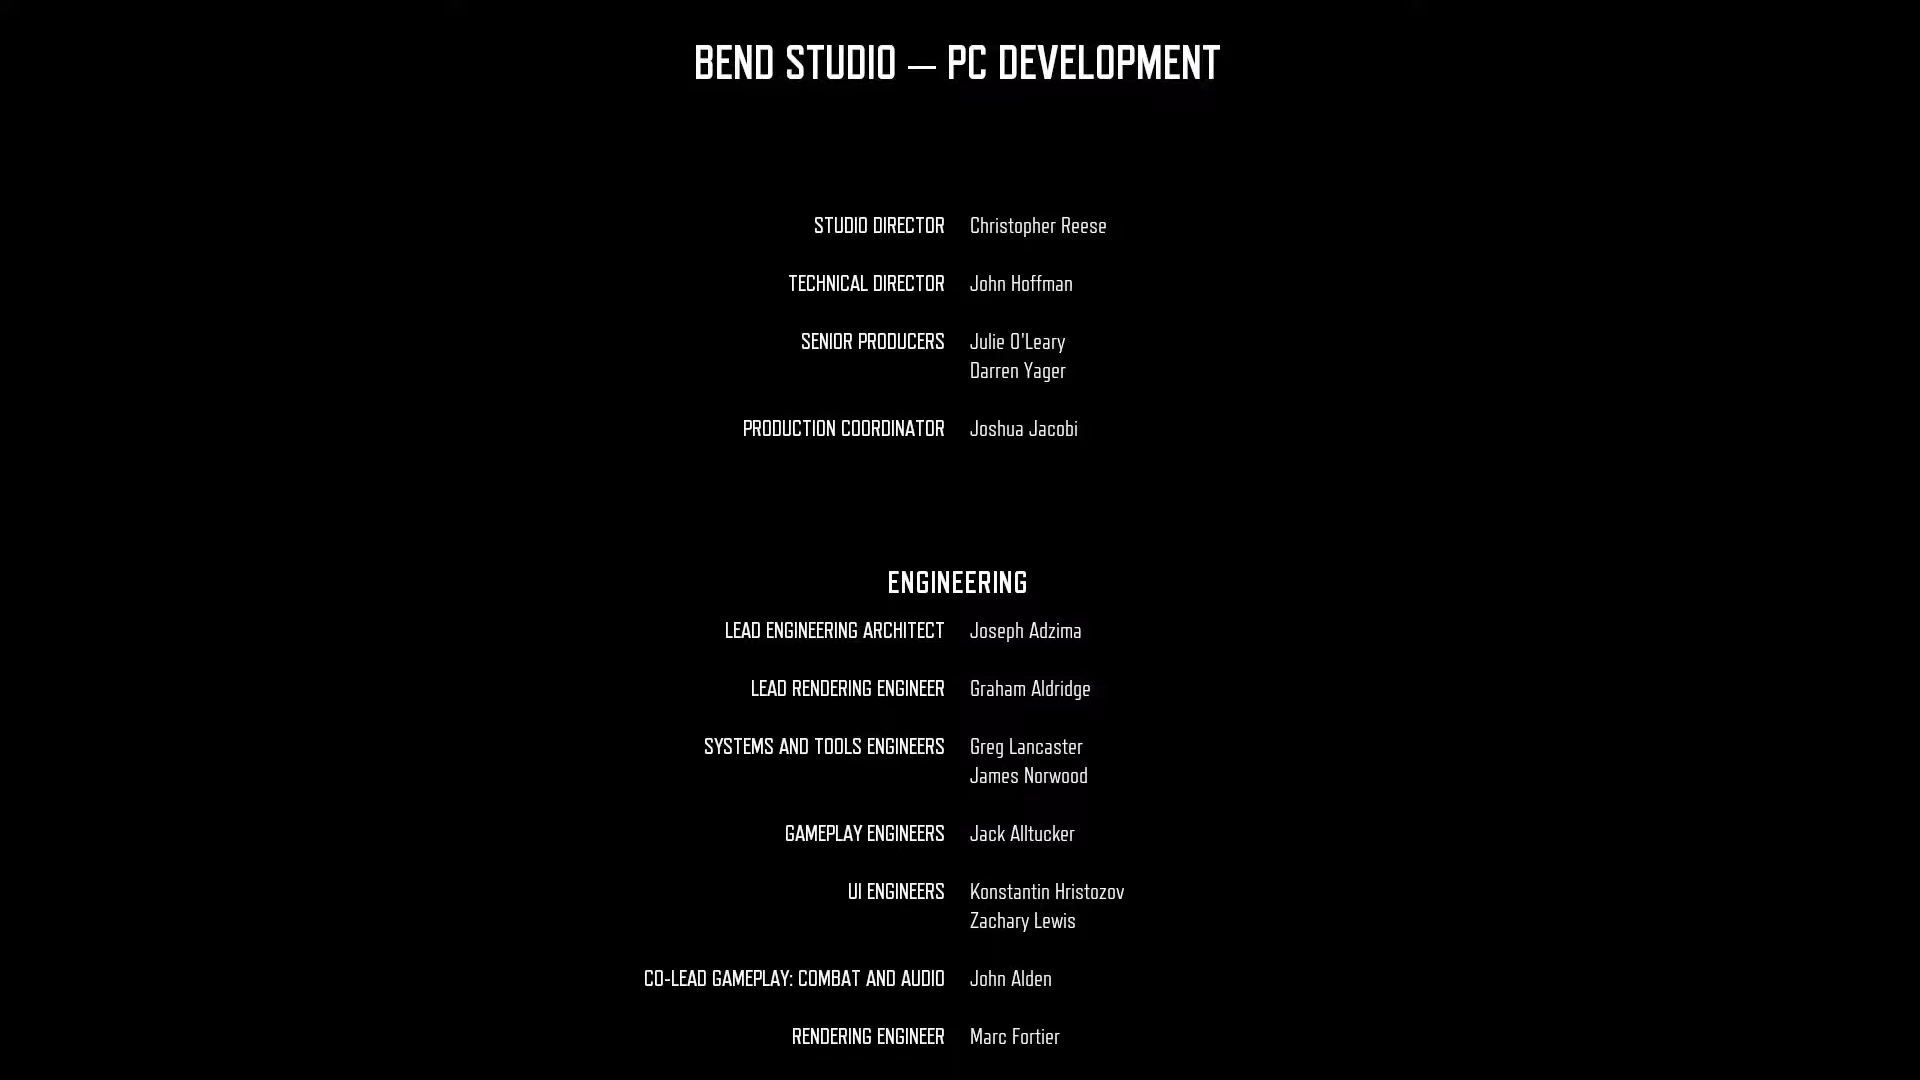 BEND STUDIO — PC DEVELOPMENT
STUDIO DIRECTOR Christopher Reese
TECHNICAL DIRECTOR John Hoffman
SENIOR PRODUCERS Julie O'Leary
Darren Yager
PRODUCTION COORDINATOR Joshua Jacobi
ENGINEERING
LEAD ENGINEERING ARCHITECT Joseph Adzima
LEAD RENDERING ENGINEER Graham Aldridge
SYSTEMS AND TOOLS ENGINEERS Greg Lancaster
James Norwood
GAMEPLAY ENGINEERS Jack Alltucker
UI ENGINEERS Konstantin Hristozov
Zachary Lewis
CO-LEAD GAMEPLAY: COMBAT AND AUDIO John Alden
RENDERING ENGINEER Marc Fortier